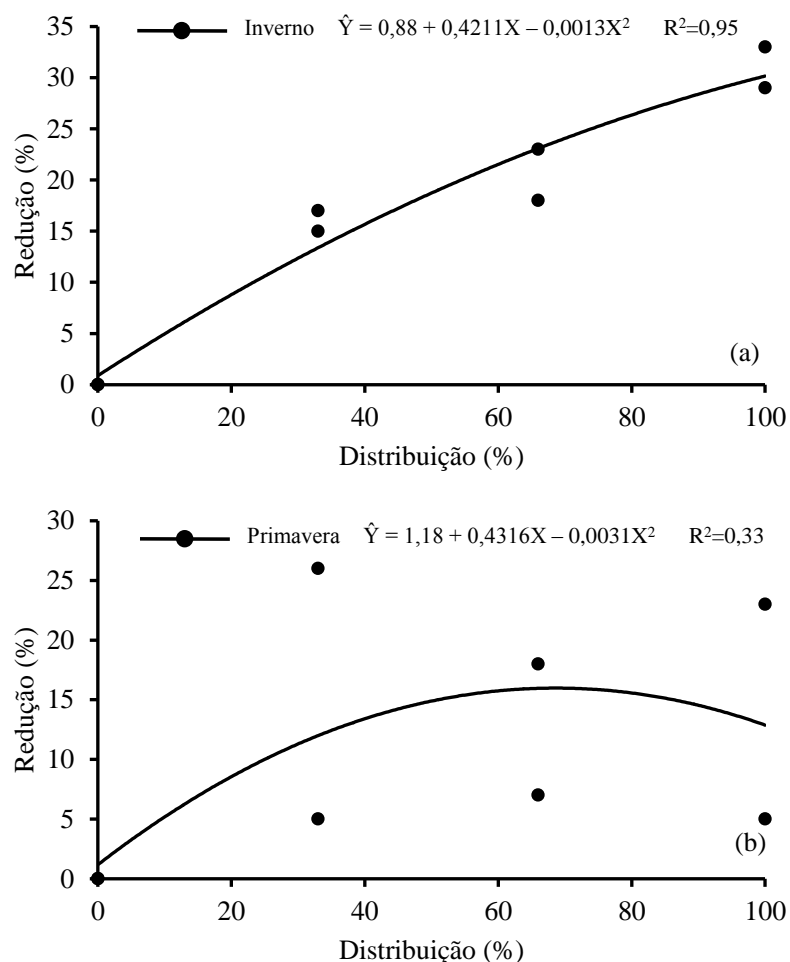 Inverno Ŷ = 0,88 + 0,4211X – 0,0013X² R²=0,95
35
30
25
20
15
10
5
0
Redução (%)
(a)
0 20 40 60 80 100
Distribuição (%)
Primavera Ŷ = 1,18 + 0,4316X – 0,0031X² R²=0,33
30
25
20
15
10
5
0
Redução (%)
(b)
0 20 40 60 80 100
Distribuição (%)